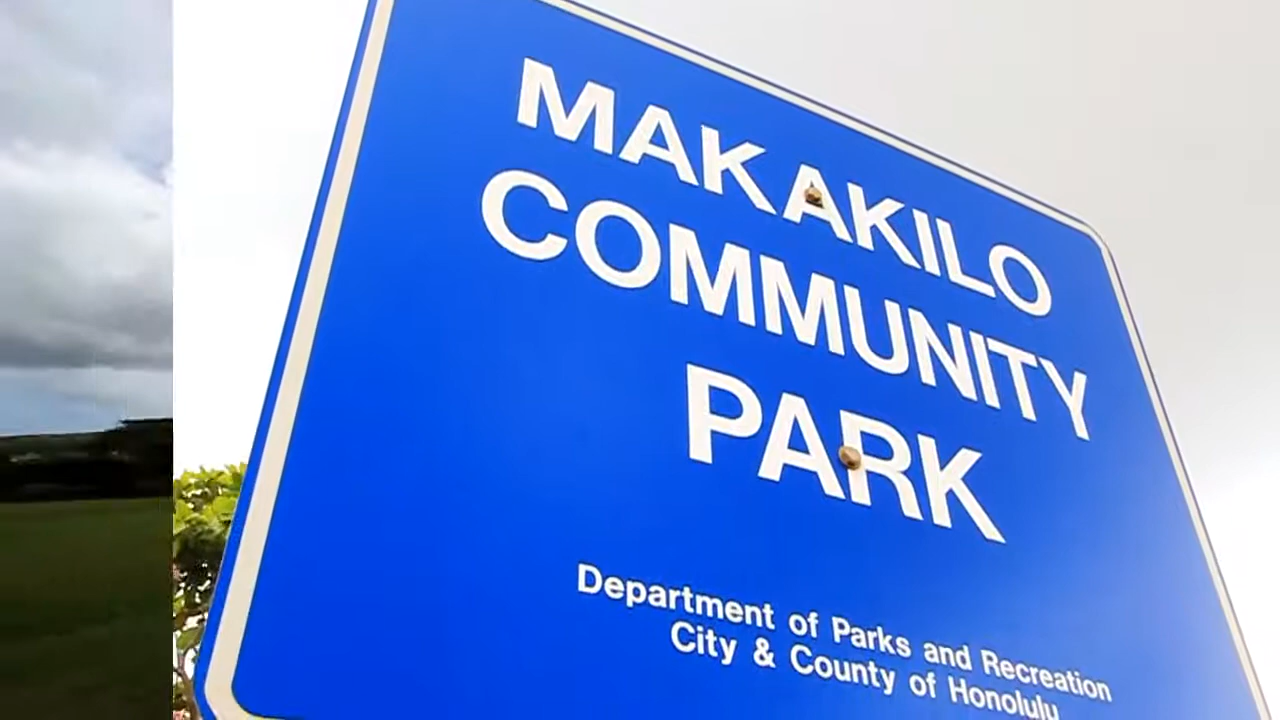 MAKAKILO
COMMUNITY
PARK
Department of Parks and Recreation
City & County of Honolulu